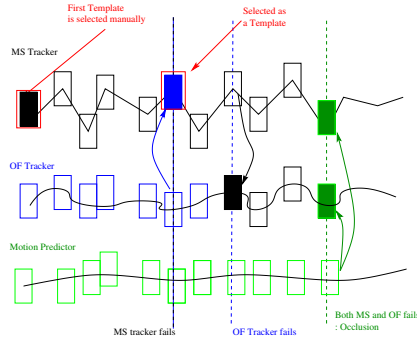 First Template
is selected manually
Selected as
a Template
MS Tracker
OF Tracker
Motion Predictor
MS tracker fails
OF Tracker fails
Both MS and OF fails
: Occlusion